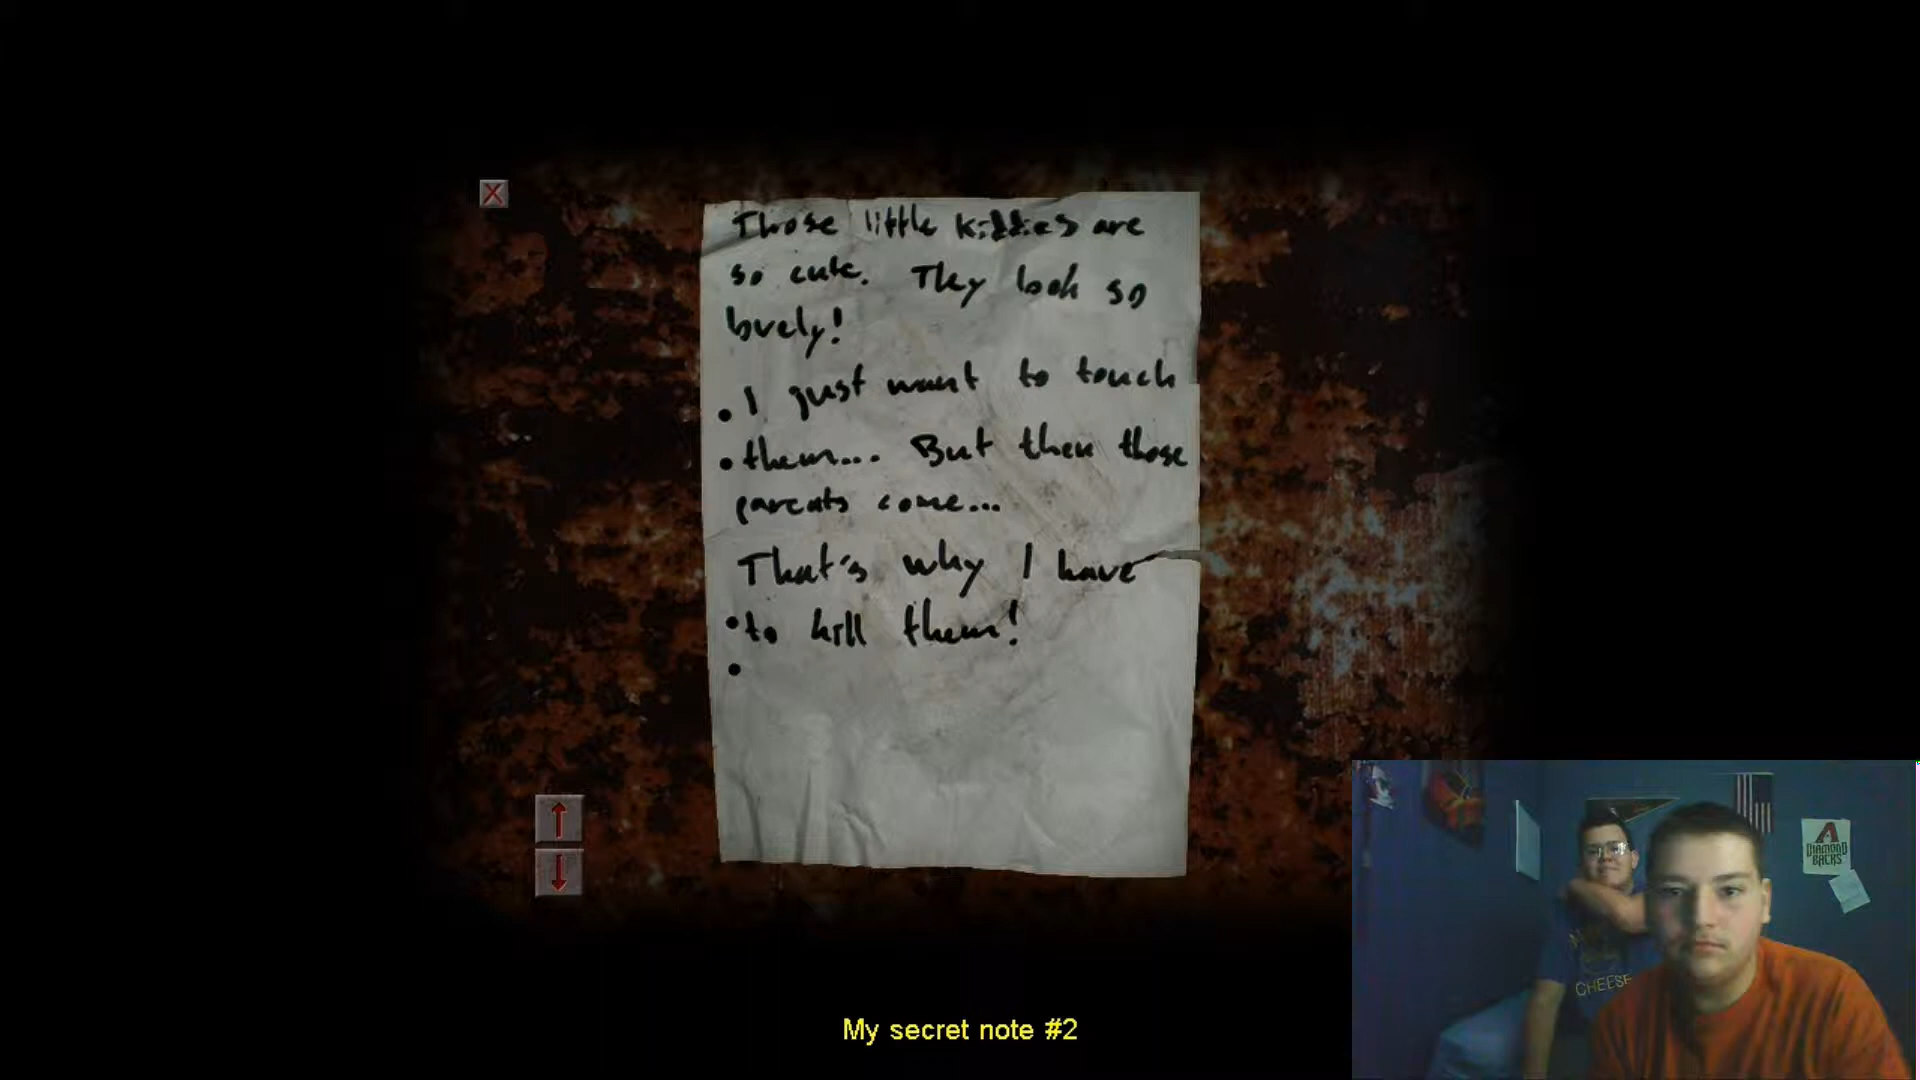 Those little kiddies are
so cute. They look so
lovely!
I just want to touch
them... But then those
parents come...
That's why I have
to kill them!
My secret note #2
DIAMOND
BACKS
CHEESE